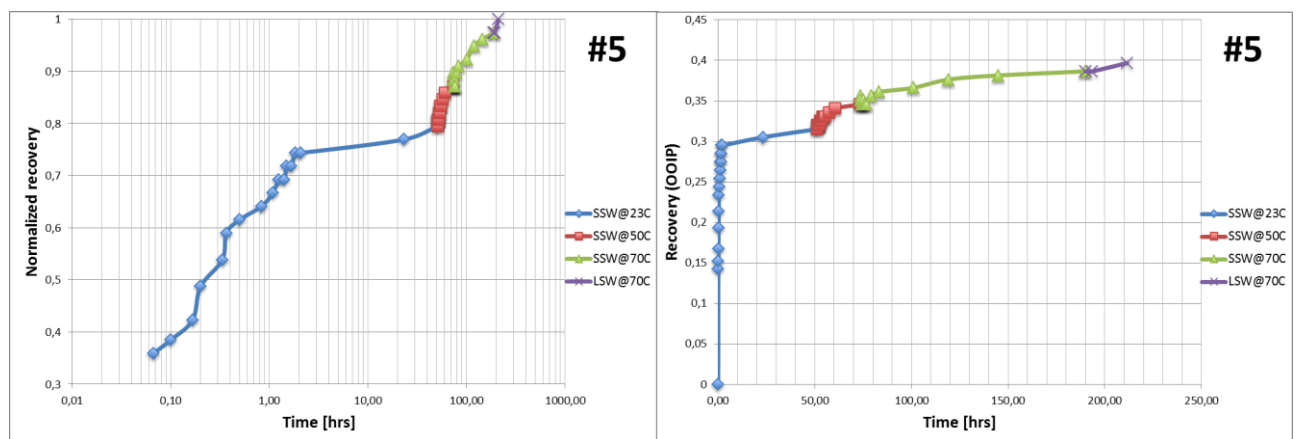 #5
1
0,9
0,8
0,7
0,6
0,5
0,4
0,3
Normalized recovery
0,01
0,10
1,00
10,00
100,00
1000,00
Time [hrs]
SSW@23C
SSW@50C
SSW@70C
LSW@70C
#5
0,45
0,4
0,35
0,3
0,25
0,2
0,15
0,1
0,05
0
Recovery (OOIP)
0,00
50,00
100,00
150,00
200,00
250,00
Time [hrs]
SSW@23C
SSW@50C
SSW@70C
LSW@70C